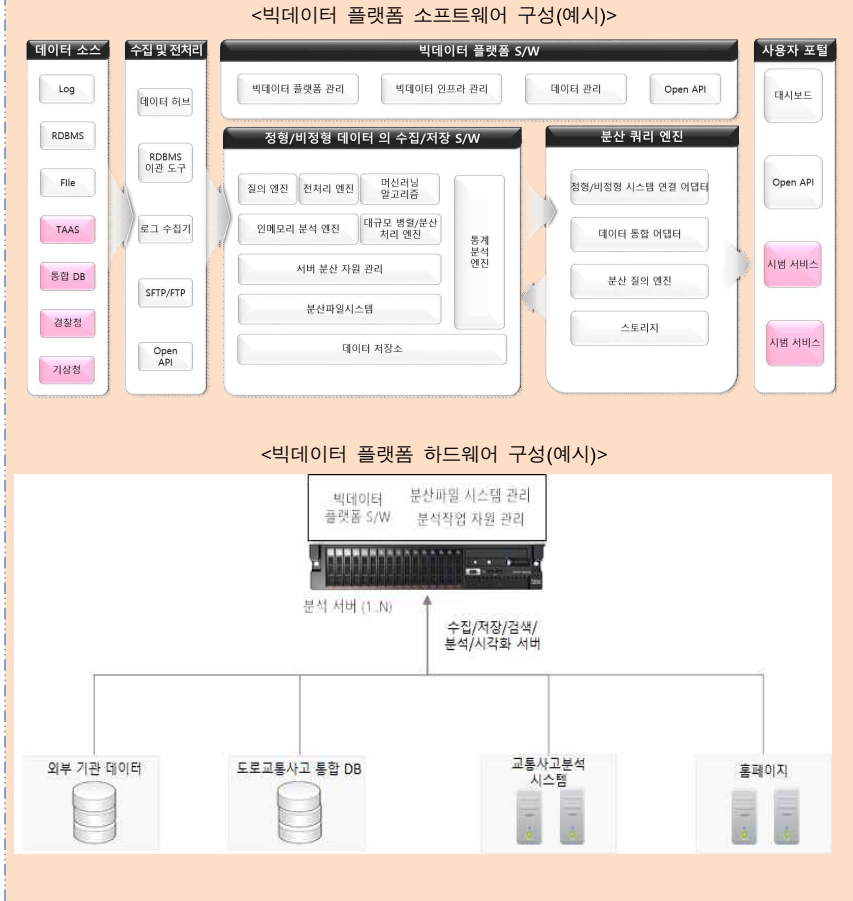 <빅데이터 플랫폼 소프트웨어 구성(예시)>
데이터 소스
Log
RDBMS
File
TAAS
통합 DB
경찰청
기상청
수집 및 전처리
데이터 허브
RDBMS
이관 도구
로그 수집기
SFTP/FTP
Open
API
빅데이터 플랫폼 S/W
빅데이터 플랫폼 관리
빅데이터 인프라 관리
데이터 관리
Open API
정형/비정형 데이터 의 수집/저장 S/W
질의 엔진
전처리 엔진
머신러닝
알고리즘
인메모리 분석 엔진
대규모 병렬/분산
처리 엔진
서버 분산 자원 관리
분산파일시스템
데이터 저장소
통계
분석
엔진
분산 쿼리 엔진
정형/비정형 시스템 연결 어댑터
데이터 통합 어댑터
분산 질의 엔진
스토리지
사용자 포털
대시보드
Open API
시범 서비스
시범 서비스
<빅데이터 플랫폼 하드웨어 구성(예시)>
빅데이터
플랫폼 S/W
분산파일 시스템 관리
분석작업 자원 관리
IBM
분석 서버 (1..N)
수집/저장/검색/
분석/시각화 서버
외부 기관 데이터
도로교통사고 통합 DB
교통사고분석
시스템
홈페이지